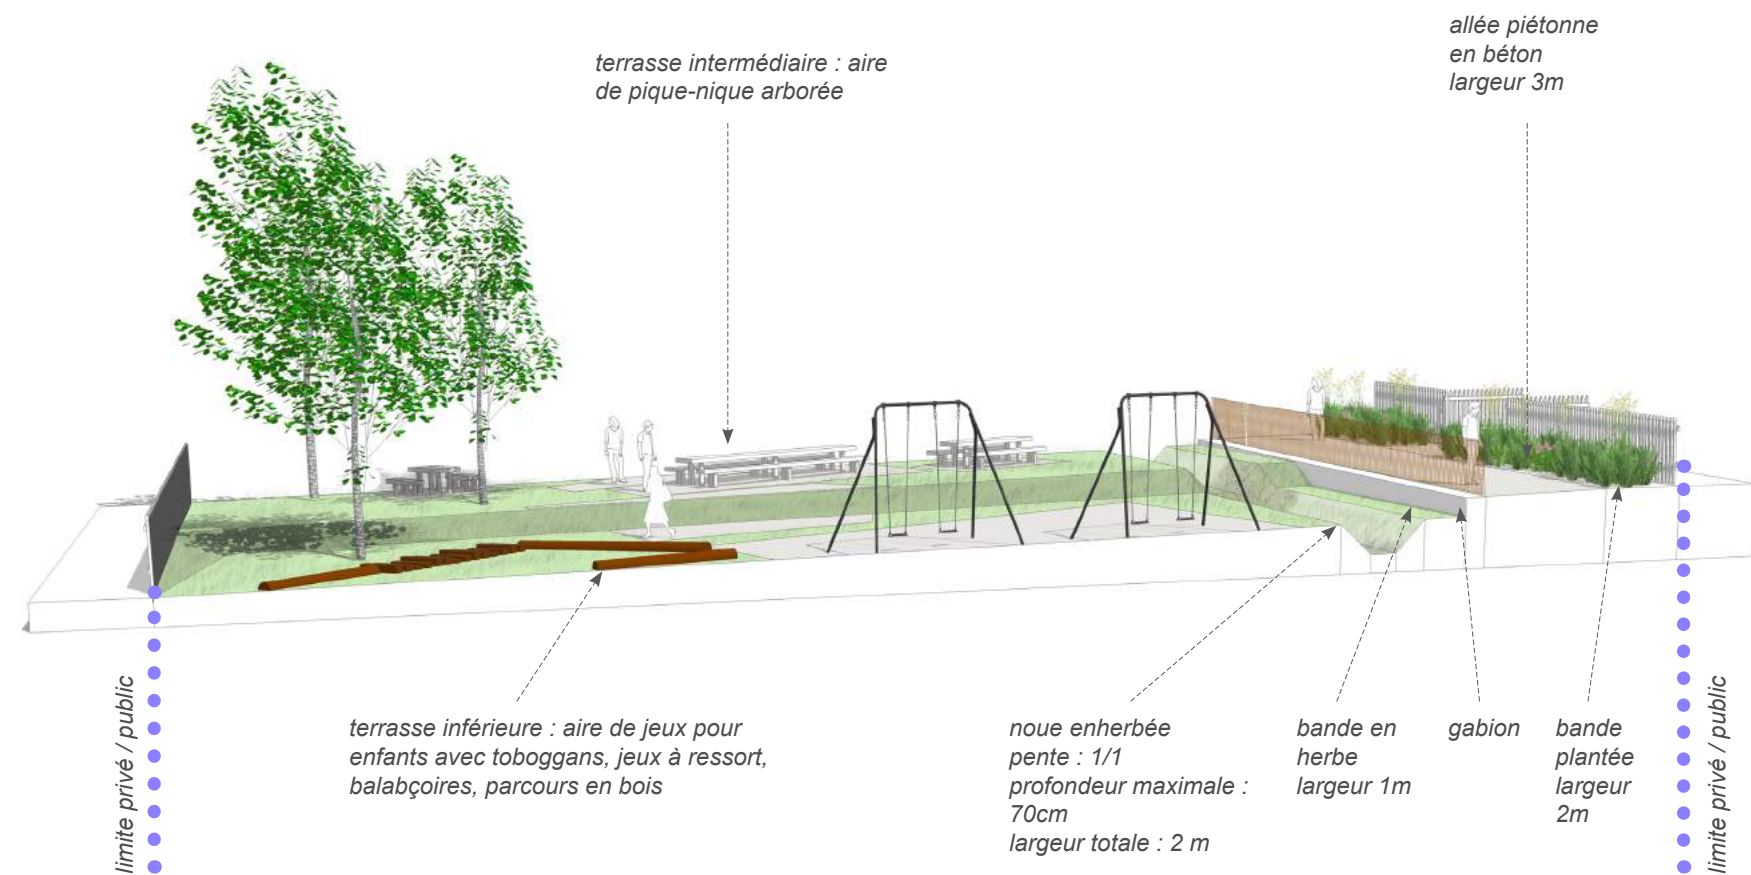 allée piétonne
en béton
largeur 3m
terrasse intermédiaire : aire
de pique-nique arborée
limite privé / public
terrasse inférieure : aire de jeux pour
enfants avec toboggans, jeux à ressort,
balabçoires, parcours en bois
noue enherbée
pente : 1/1
profondeur maximale :
70cm
largeur totale : 2 m
bande en
herbe
largeur 1m
gabion
bande
plantée
largeur
2m
limite privé / public